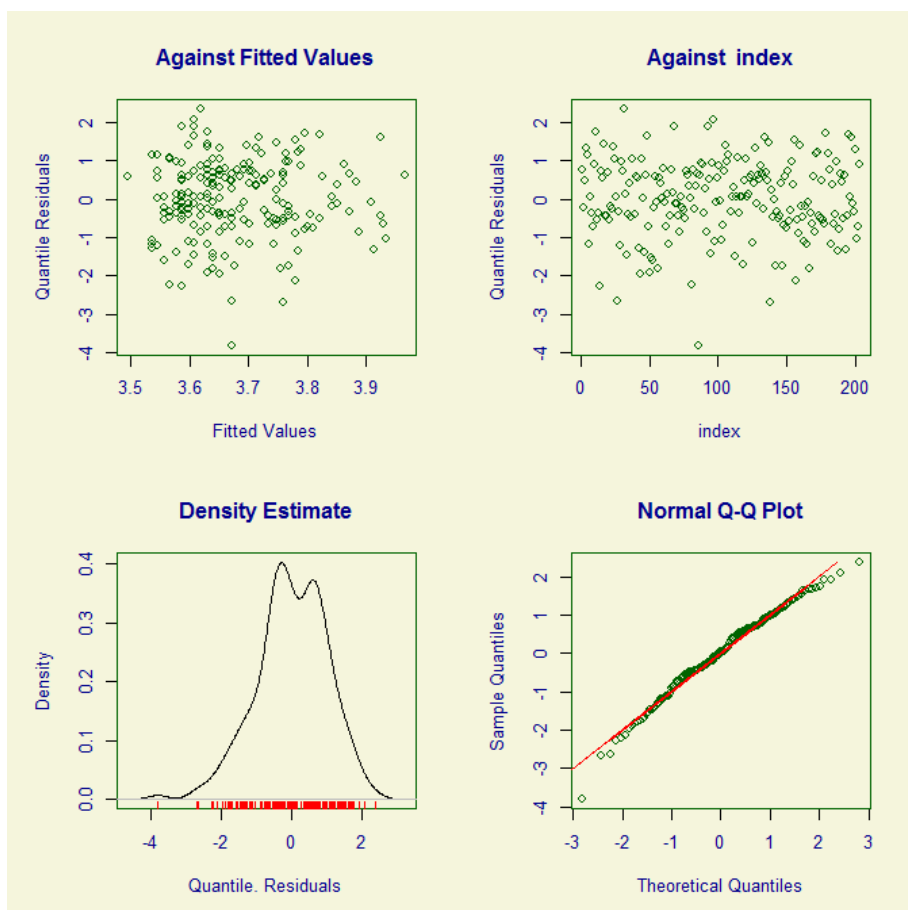 Against Fitted Values
Quantile Residuals
2
1
0
-1
-2
-3
-4
3.5 3.6 3.7 3.8 3.9
Fitted Values
Against index
Quantile Residuals
2
1
0
-1
-2
-3
-4
0 50 100 150 200
index
Density Estimate
Density
0.4
0.3
0.2
0.1
0.0
-4 -2 0 2
Quantile. Residuals
Normal Q-Q Plot
Sample Quantiles
2
1
0
-1
-2
-3
-4
-3 -2 -1 0 1 2 3
Theoretical Quantiles